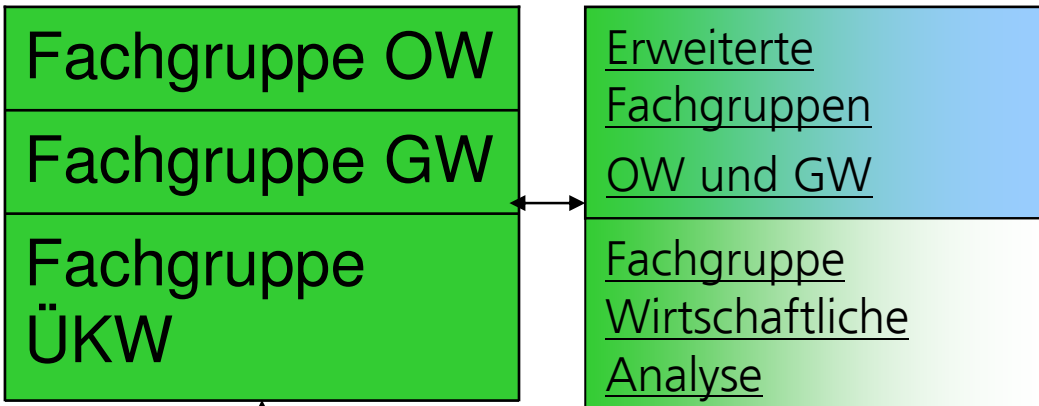 Fachgruppe OW
Fachgruppe GW
Fachgruppe
ÜKW
Erweiterte
Fachgruppen
OW und GW
Fachgruppe
Wirtschaftliche
Analyse